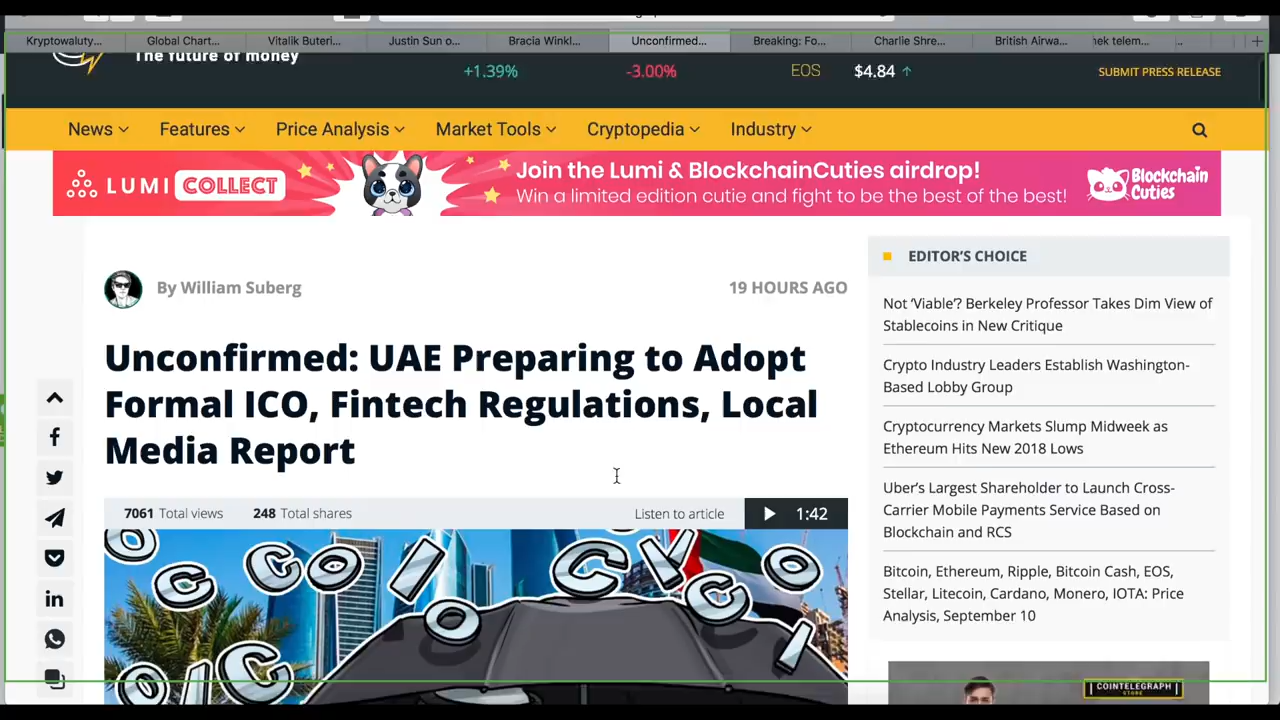 Kryptowaluty...
Global Chart...
Vitalik Buteri...
Justin Sun o...
Bracia Winkl...
Unconfirmed...
Breaking: Fo...
Charlie Shre...
British Airwa...
nek telem...
The future of money
+1.39%
-3.00%
EOS
$4.84 ↑
SUBMIT PRESS RELEASE
News
Features
Price Analysis
Market Tools
Cryptopedia
Industry
LUMI COLLECT
Join the Lumi & BlockchainCuties airdrop!
Win a limited edition cutie and fight to be the best of the best!
Blockchain
Cuties
By William Suberg
19 HOURS AGO
Unconfirmed: UAE Preparing to Adopt
Formal ICO, Fintech Regulations, Local
Media Report
7061 Total views
248 Total shares
Listen to article
1:42
EDITOR'S CHOICE
Not ‘Viable’? Berkeley Professor Takes Dim View of
Stablecoins in New Critique
Crypto Industry Leaders Establish Washington-
Based Lobby Group
Cryptocurrency Markets Slump Midweek as
Ethereum Hits New 2018 Lows
Uber’s Largest Shareholder to Launch Cross-
Carrier Mobile Payments Service Based on
Blockchain and RCS
Bitcoin, Ethereum, Ripple, Bitcoin Cash, EOS,
Stellar, Litecoin, Cardano, Monero, IOTA: Price
Analysis, September 10
COINTELEGRAPH
STORE